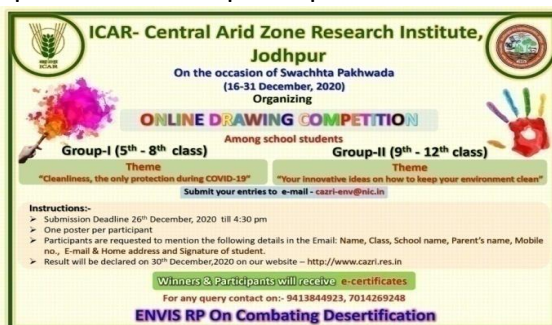 ICAR- Central Arid Zone Research Institute,
Jodhpur
On the occasion of Swachhta Pakhwada
(16-31 December, 2020)
Organizing
ONLINE DRAWING COMPETITION
Among school students
Group-I (5th - 8th class)
Group-II (9th - 12th class)
Theme
"Cleanliness, the only protection during COVID-19"
Theme
"Your innovative ideas on how to keep your environment clean"
Submit your entries to e-mail - cazri-env@nic.in
Instructions:-
➢ Submission Deadline 26th December, 2020 till 4:30 pm
➢ One poster per participant
➢ Participants are requested to mention the following details in the Email: Name, Class, School name, Parent's name, Mobile
no., E-mail & Home address and Signature of student.
➢ Result will be declared on 30th December,2020 on our website – http://www.cazri.res.in
Winners & Participants will receive e-certificates
For any query contact on:- 9413844923, 7014269248
ENVIS RP On Combating Desertification